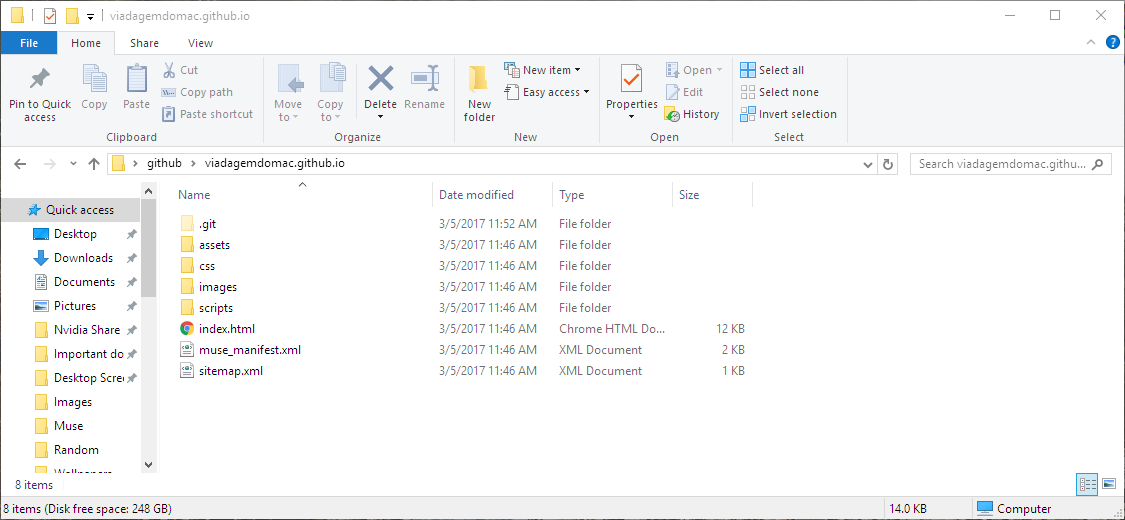 viadagemdomac.github.io
File Home Share View
Pin to Quick access
Copy
Paste
Cut
Copy path
Paste shortcut
Clipboard
Move to
Copy to
Delete
Rename
Organize
New folder
New item
Easy access
New
Properties
Open
Edit
History
Open
Select all
Select none
Invert selection
Select
github viadagemdomac.github.io
Search viadagemdomac.githu...
Name Date modified Type Size
Quick access
Desktop
Downloads
Documents
Pictures
Nvidia Share
Important do
Desktop Scre
Images
Muse
Random
Wallpapers
.git 3/5/2017 11:52 AM File folder
assets 3/5/2017 11:46 AM File folder
css 3/5/2017 11:46 AM File folder
images 3/5/2017 11:46 AM File folder
scripts 3/5/2017 11:46 AM File folder
index.html 3/5/2017 11:46 AM Chrome HTML Do... 12 KB
muse_manifest.xml 3/5/2017 11:46 AM XML Document 2 KB
sitemap.xml 3/5/2017 11:46 AM XML Document 1 KB
8 items
8 items (Disk free space: 248 GB) 14.0 KB Computer